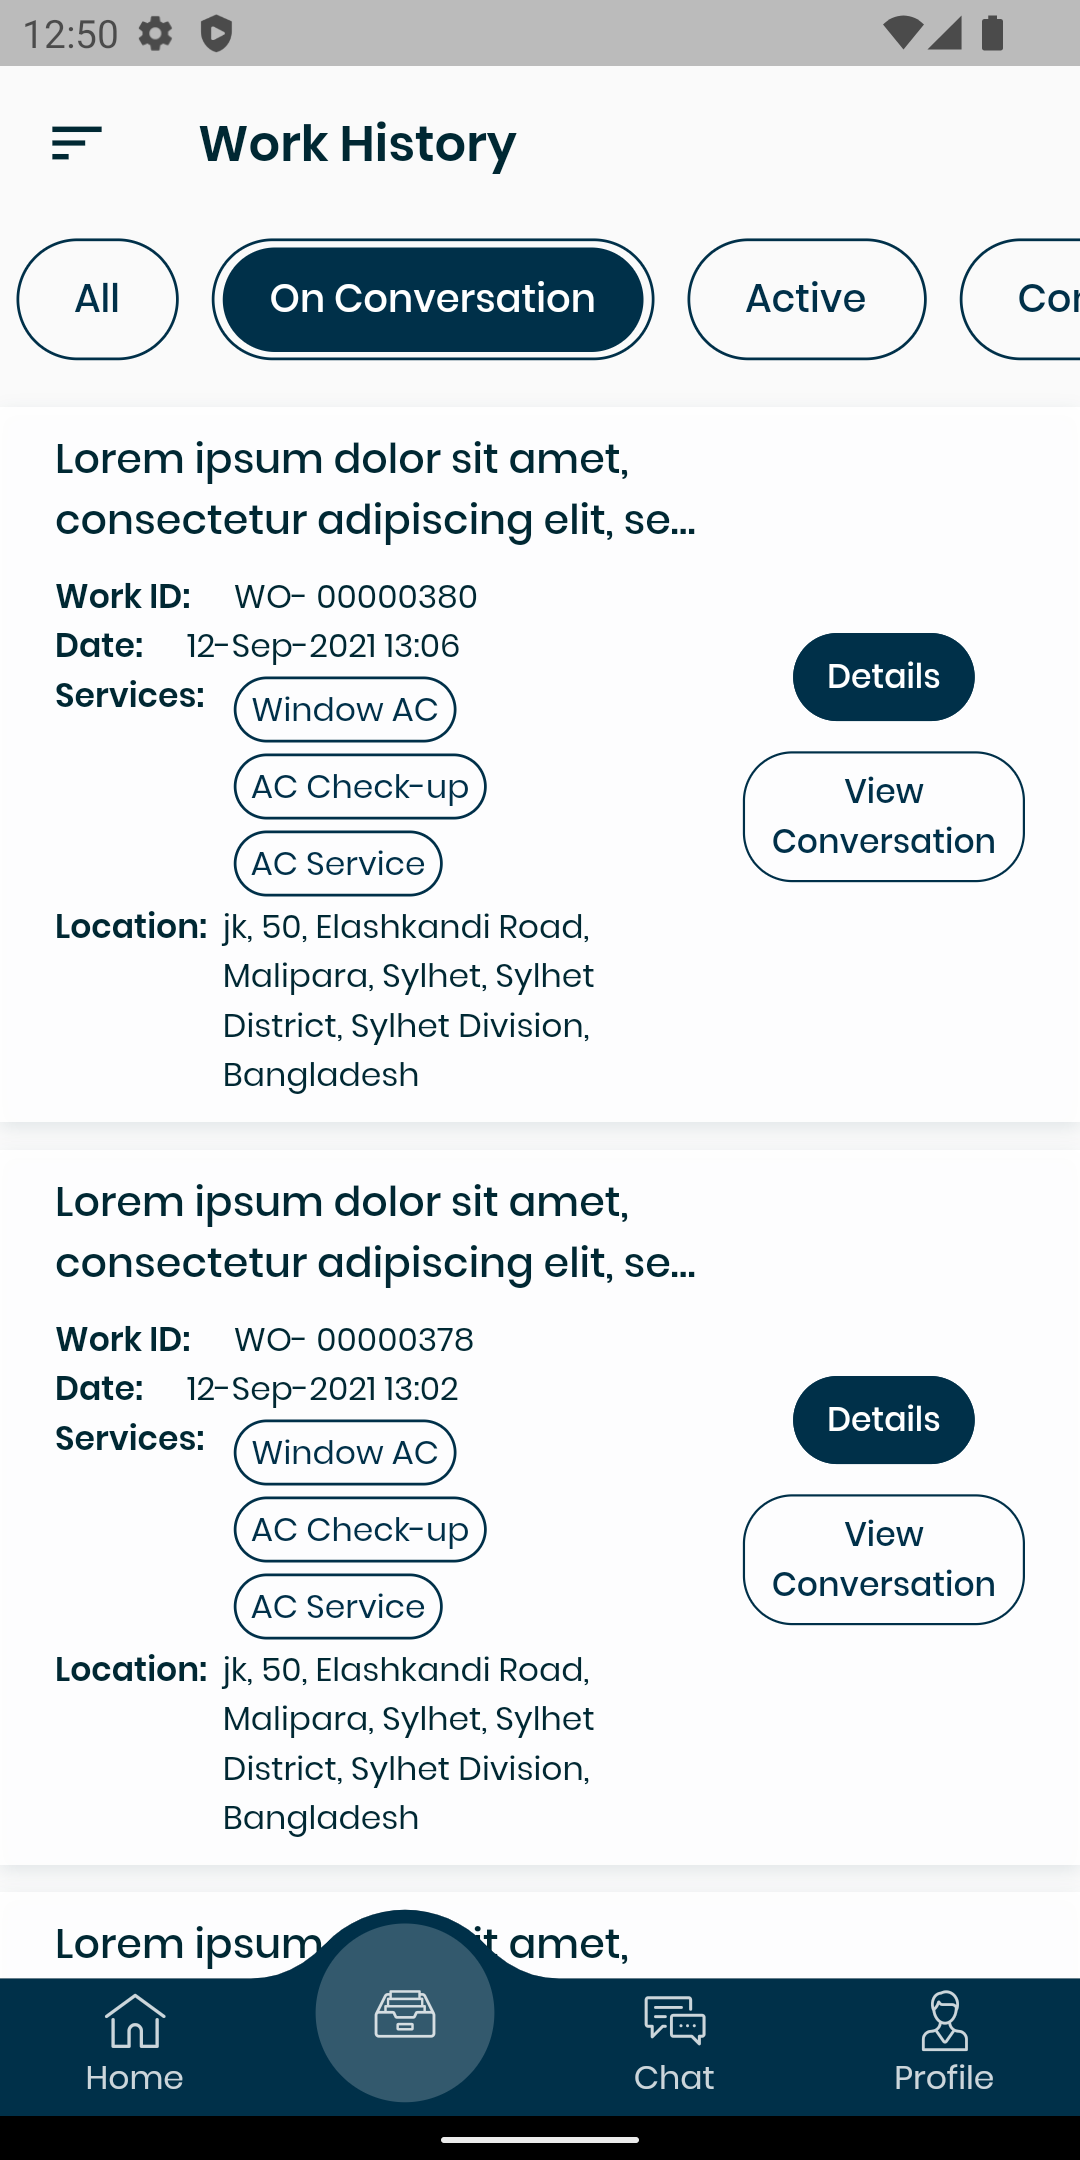 12:50
Work History
All
On Conversation
Active
Lorem ipsum dolor sit amet,
consectetur adipiscing elit, se...
Work ID: WO- 00000380
Date: 12-Sep-2021 13:06
Services: Window AC
AC Check-up
AC Service
Details
View
Conversation
Location: jk, 50, Elashkandi Road,
Malipara, Sylhet, Sylhet
District, Sylhet Division,
Bangladesh
Lorem ipsum dolor sit amet,
consectetur adipiscing elit, se...
Work ID: WO- 00000378
Date: 12-Sep-2021 13:02
Services: Window AC
AC Check-up
AC Service
Details
View
Conversation
Location: jk, 50, Elashkandi Road,
Malipara, Sylhet, Sylhet
District, Sylhet Division,
Bangladesh
Lorem ipsum amet,
Home
Chat
Profile